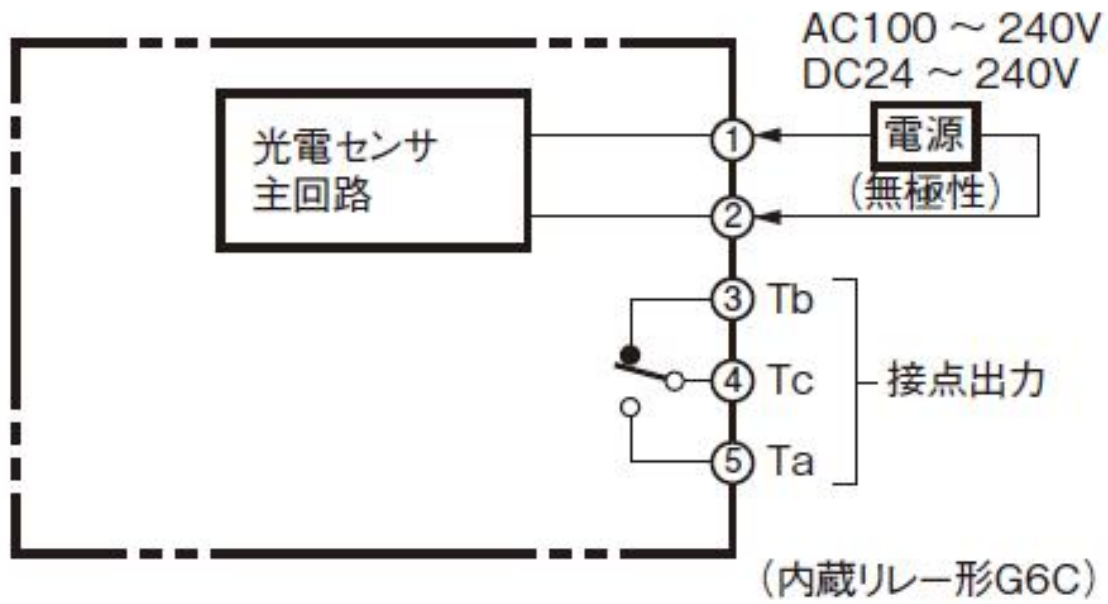 AC100 ～ 240V
DC24 ～ 240V
光電センサ
主回路
① 電源
（無極性）
②
③ Tb
④ Tc 接点出力
⑤ Ta
（内蔵リレー形G6C）